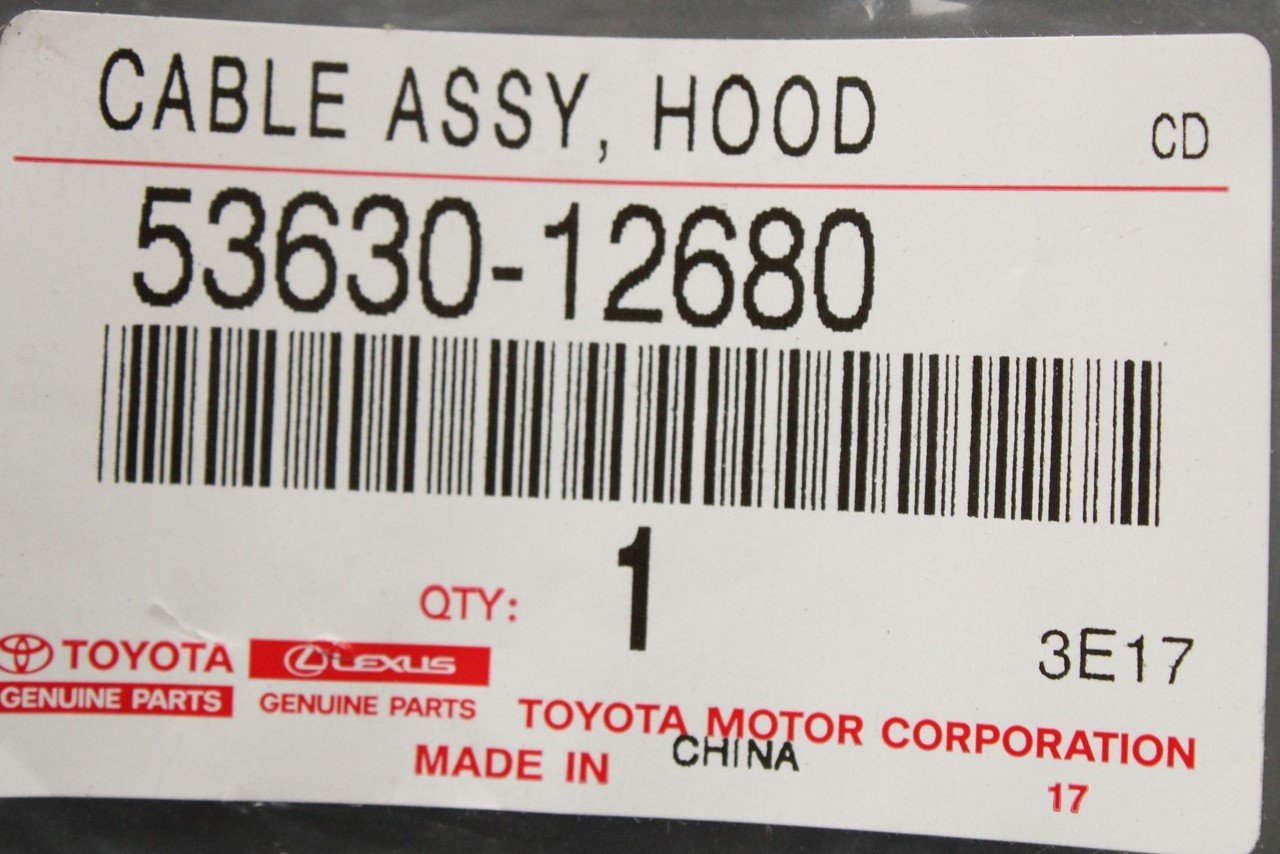 CABLE ASSY, HOOD CD
53630-12680
QTY: 1
3E17
TOYOTA LEXUS
GENUINE PARTS GENUINE PARTS
TOYOTA MOTOR CORPORATION
MADE IN CHINA
17